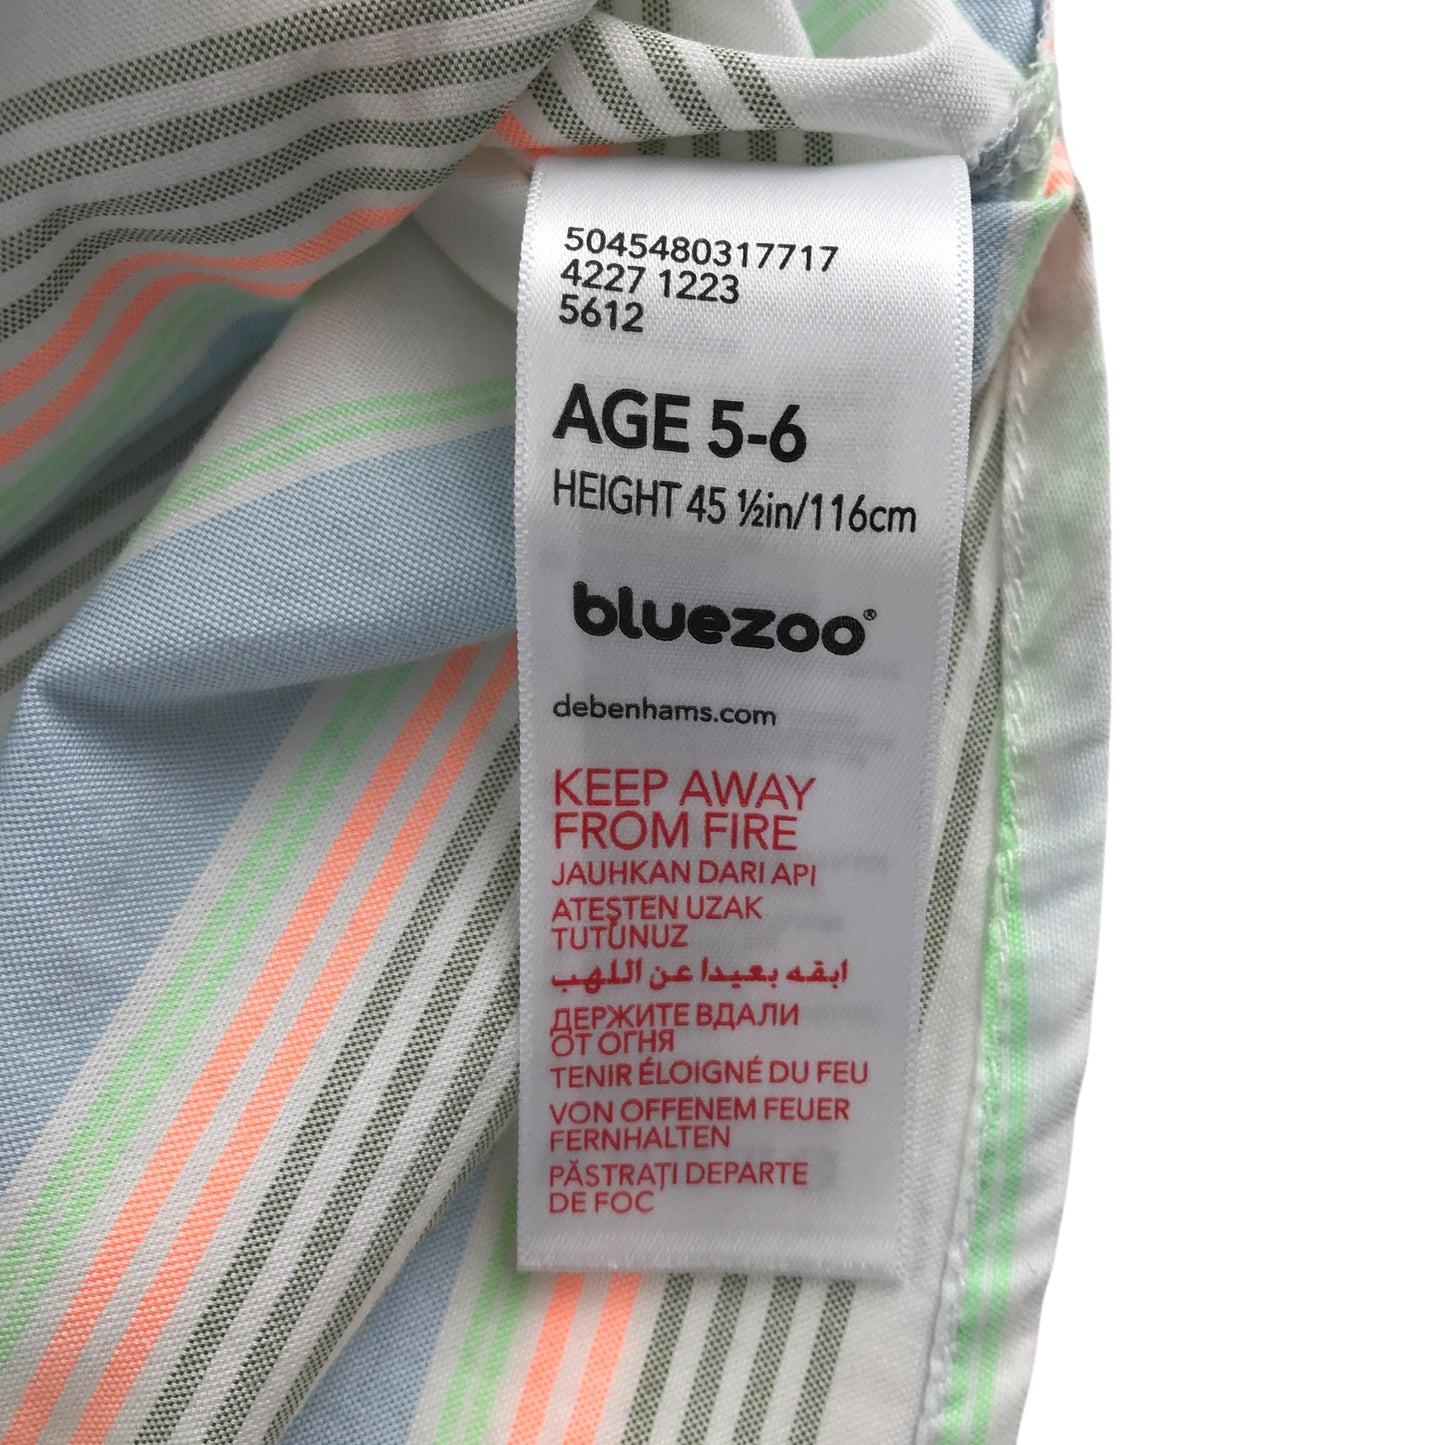 5045480317717
4227 1223
5612
AGE 5-6
HEIGHT 45 ½in/116cm
bluezoo®
debenhams.com
KEEP AWAY
FROM FIRE
JAUHKAN DARI API
ATEŞTEN UZAK
TUTUNUZ
ابقه بعيدا عن اللهب
ДЕРЖИТЕ ВДАЛИ
ОТ ОГНЯ
TENIR ÉLOIGNÉ DU FEU
VON OFFENEM FEUER
FERNHALTEN
PĂSTRAȚI DEPARTE
DE FOC